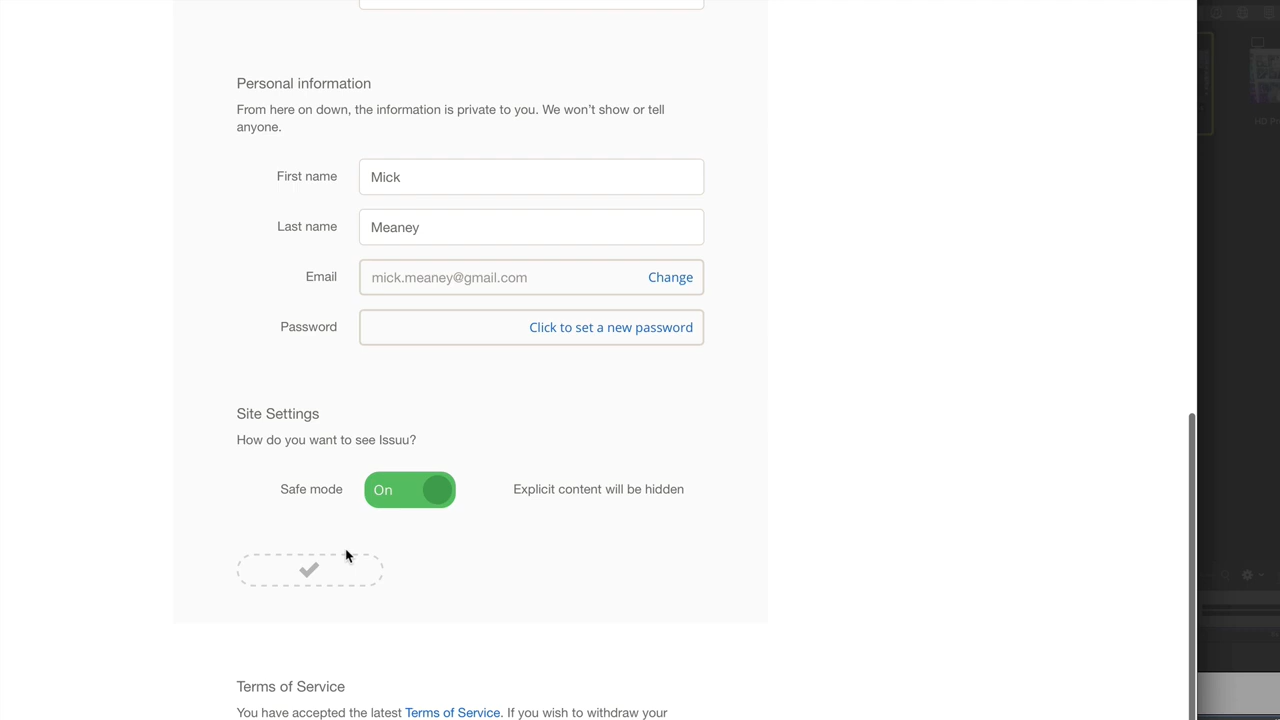 Personal information
From here on down, the information is private to you. We won’t show or tell
anyone.
First name
Mick
Last name
Meaney
Email
mick.meaney@gmail.com
Change
Password
Click to set a new password
Site Settings
How do you want to see Issuu?
Safe mode
On
Explicit content will be hidden
Terms of Service
You have accepted the latest Terms of Service. If you wish to withdraw your